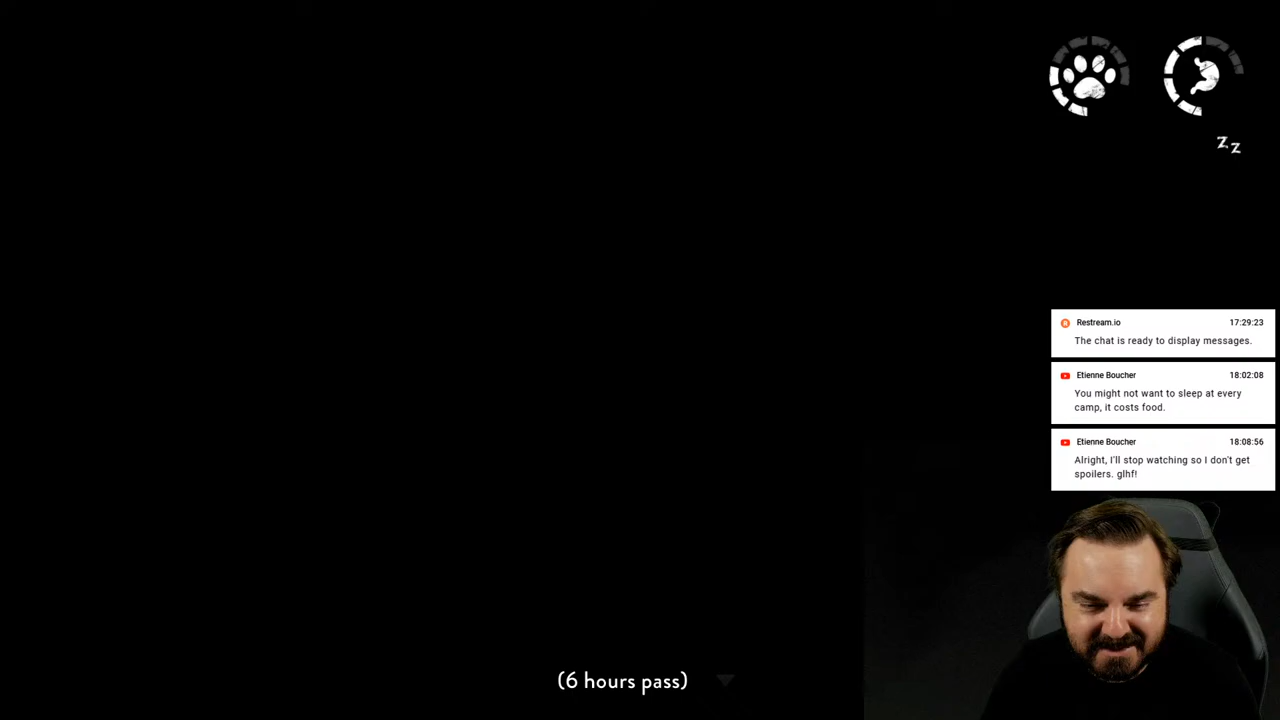 zz
Restream.io 17:29:23
The chat is ready to display messages.
Etienne Boucher 18:02:08
You might not want to sleep at every
camp, it costs food.
Etienne Boucher 18:08:56
Alright, I'll stop watching so I don't get
spoilers. glhf!
(6 hours pass)